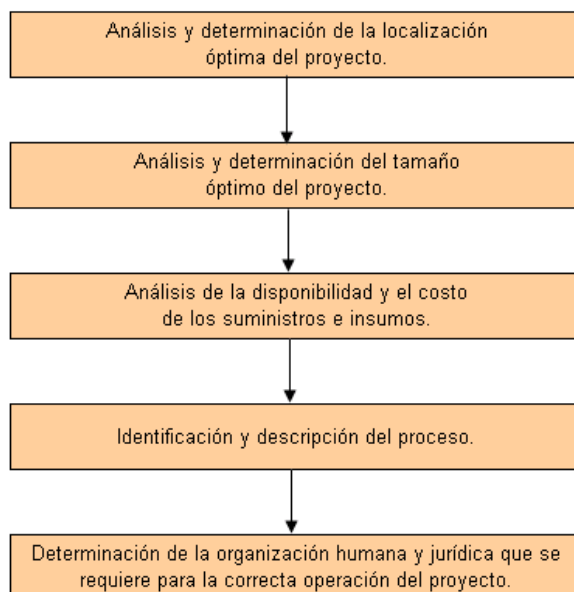 Análisis y determinación de la localización
óptima del proyecto.
Análisis y determinación del tamaño
óptimo del proyecto.
Análisis de la disponibilidad y el costo
de los suministros e insumos.
Identificación y descripción del proceso.
Determinación de la organización humana y jurídica que se
requiere para la correcta operación del proyecto.